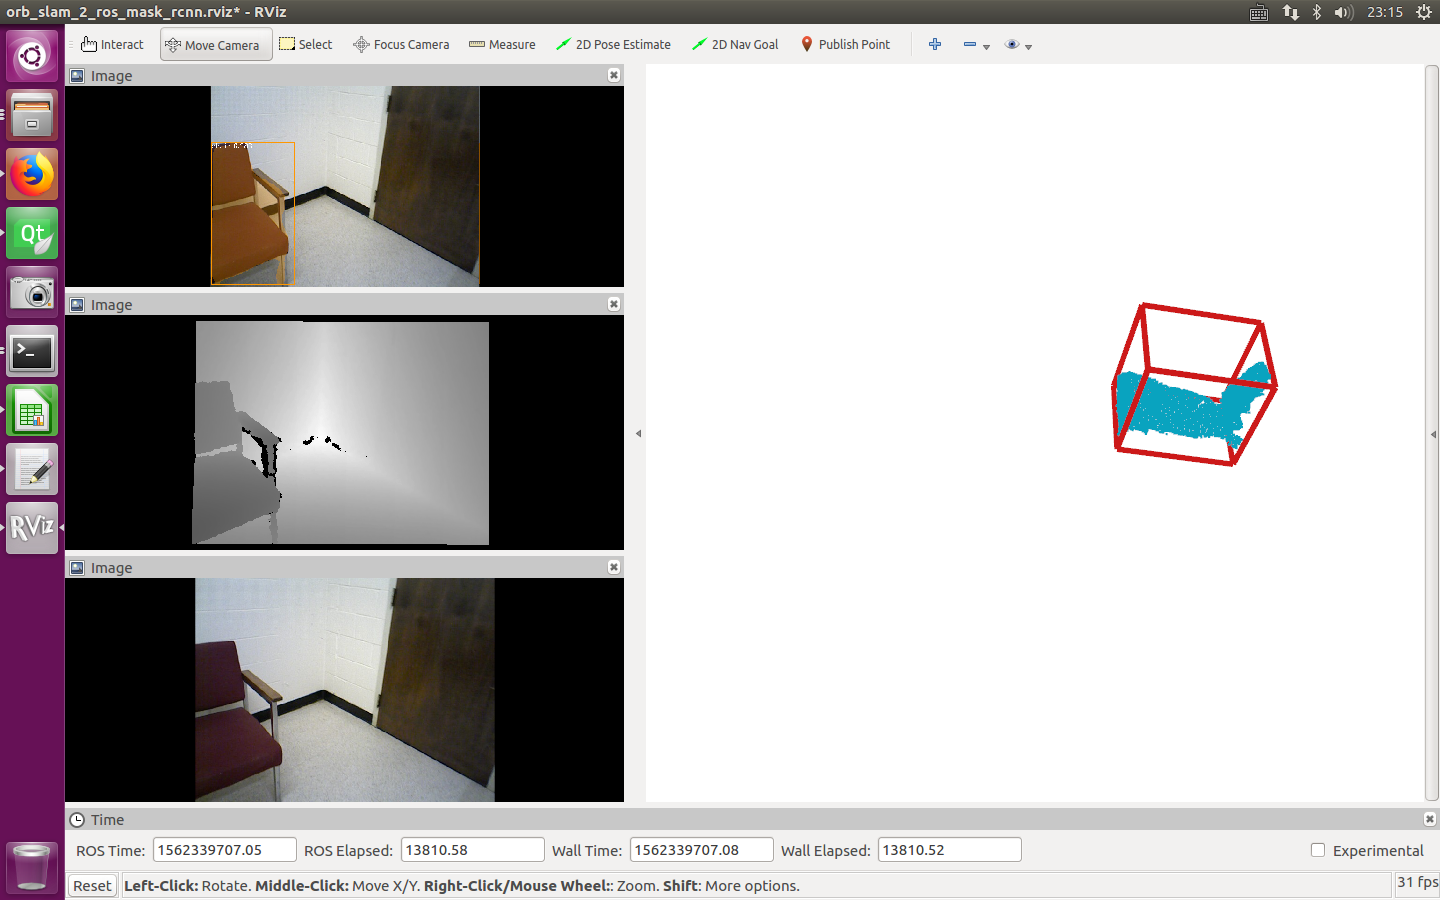 orb_slam_2_ros_mask_rcnn.rviz* - RViz
23:15
Interact
Move Camera
Select
Focus Camera
Measure
2D Pose Estimate
2D Nav Goal
Publish Point
Image
Image
Image
Qt
>_
RViz
Time
ROS Time: 1562339707.05 ROS Elapsed: 13810.58 Wall Time: 1562339707.08 Wall Elapsed: 13810.52 Experimental
Reset Left-Click: Rotate. Middle-Click: Move X/Y. Right-Click/Mouse Wheel:: Zoom. Shift: More options. 31 fps